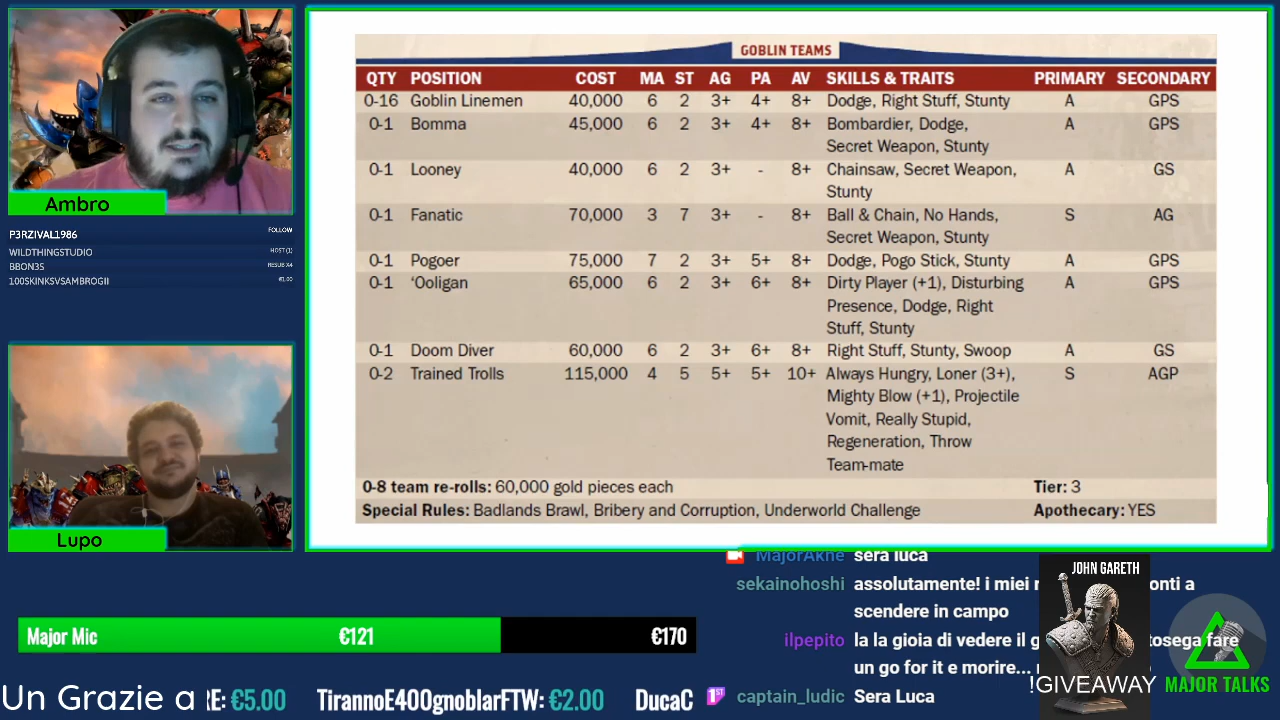 Ambro
P3RZIVAL1986 FOLLOW
WILDTHINGSTUDIO HOST (1)
BBON3S RESUB X4
100SKINKSVSAMBROGII €1.00
Lupo
GOBLIN TEAMS
QTY POSITION COST MA ST AG PA AV SKILLS & TRAITS PRIMARY SECONDARY
0-16 Goblin Linemen 40,000 6 2 3+ 4+ 8+ Dodge, Right Stuff, Stunty A GPS
0-1 Bomma 45,000 6 2 3+ 4+ 8+ Bombardier, Dodge, A GPS
Secret Weapon, Stunty
0-1 Looney 40,000 6 2 3+ - 8+ Chainsaw, Secret Weapon, A GS
Stunty
0-1 Fanatic 70,000 3 7 3+ - 8+ Ball & Chain, No Hands, S AG
Secret Weapon, Stunty
0-1 Pogoer 75,000 7 2 3+ 5+ 8+ Dodge, Pogo Stick, Stunty A GPS
0-1 ‘Ooligan 65,000 6 2 3+ 6+ 8+ Dirty Player (+1), Disturbing A GPS
Presence, Dodge, Right
Stuff, Stunty
0-1 Doom Diver 60,000 6 2 3+ 6+ 8+ Right Stuff, Stunty, Swoop A GS
0-2 Trained Trolls 115,000 4 5 5+ 5+ 10+ Always Hungry, Loner (3+), S AGP
Mighty Blow (+1), Projectile
Vomit, Really Stupid,
Regeneration, Throw
Team-mate
0-8 team re-rolls: 60,000 gold pieces each Tier: 3
Special Rules: Badlands Brawl, Bribery and Corruption, Underworld Challenge Apothecary: YES
MajorAkne sera luca
sekainohoshi assolutamente! i miei onti a
scendere in campo
ilpepito la la gioia di vedere il tosega fare
un go for it e morire...
captain_ludic Sera Luca
JOHN GARETH
!GIVEAWAY
MAJOR TALKS
Major Mic €121 €170
Un Grazie a E: €5.00 TirannoE400gnoblarFTW: €2.00 DucaC
1ST